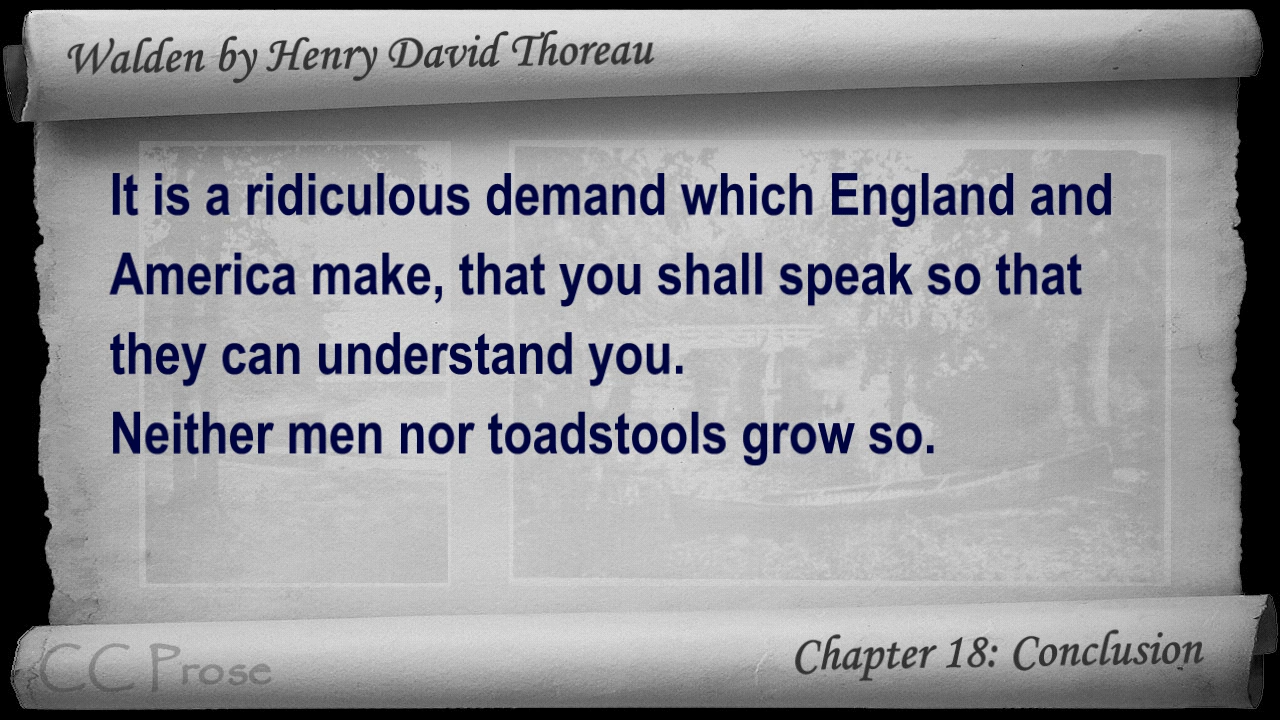 Walden by Henry David Thoreau
It is a ridiculous demand which England and
America make, that you shall speak so that
they can understand you.
Neither men nor toadstools grow so.
CC Prose
Chapter 18: Conclusion